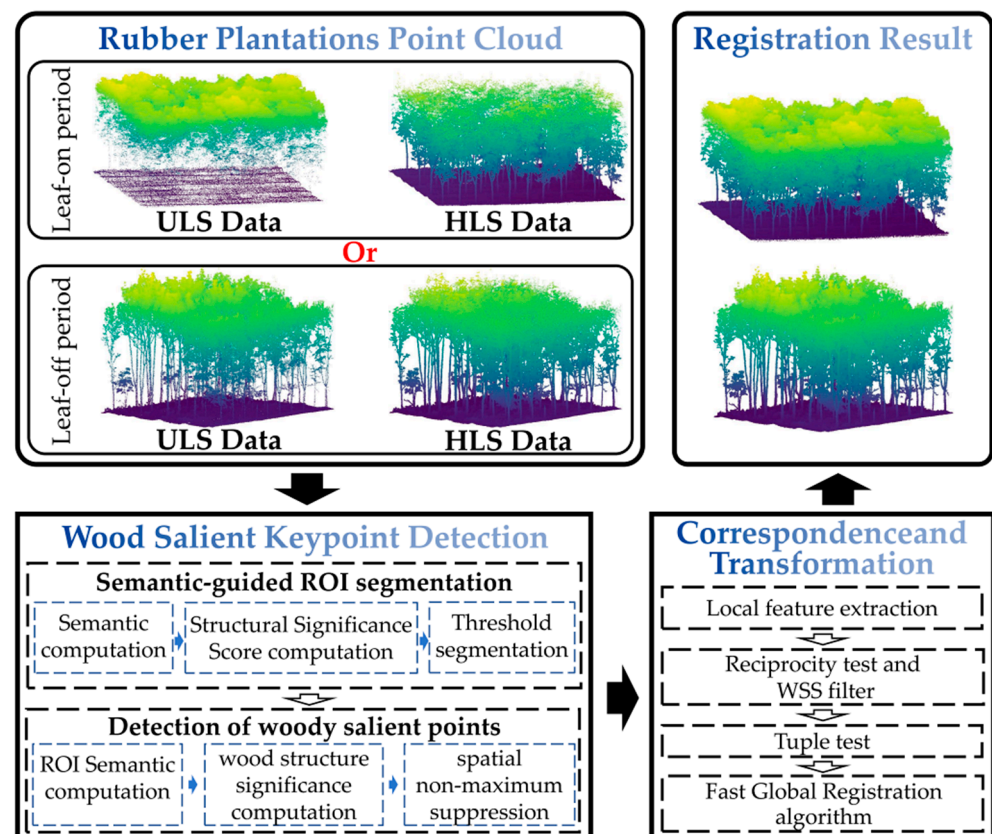 Rubber Plantations Point Cloud
Leaf-on period
ULS Data
HLS Data
Or
Leaf-off period
ULS Data
HLS Data
Registration Result
Wood Salient Keypoint Detection
Semantic-guided ROI segmentation
Semantic
computation
Structural Significance
Score computation
Threshold
segmentation
Detection of woody salient points
ROI Semantic
computation
wood structure
significance
computation
spatial
non-maximum
suppression
Correspondenceand
Transformation
Local feature extraction
Reciprocity test and
WSS filter
Tuple test
Fast Global Registration
algorithm